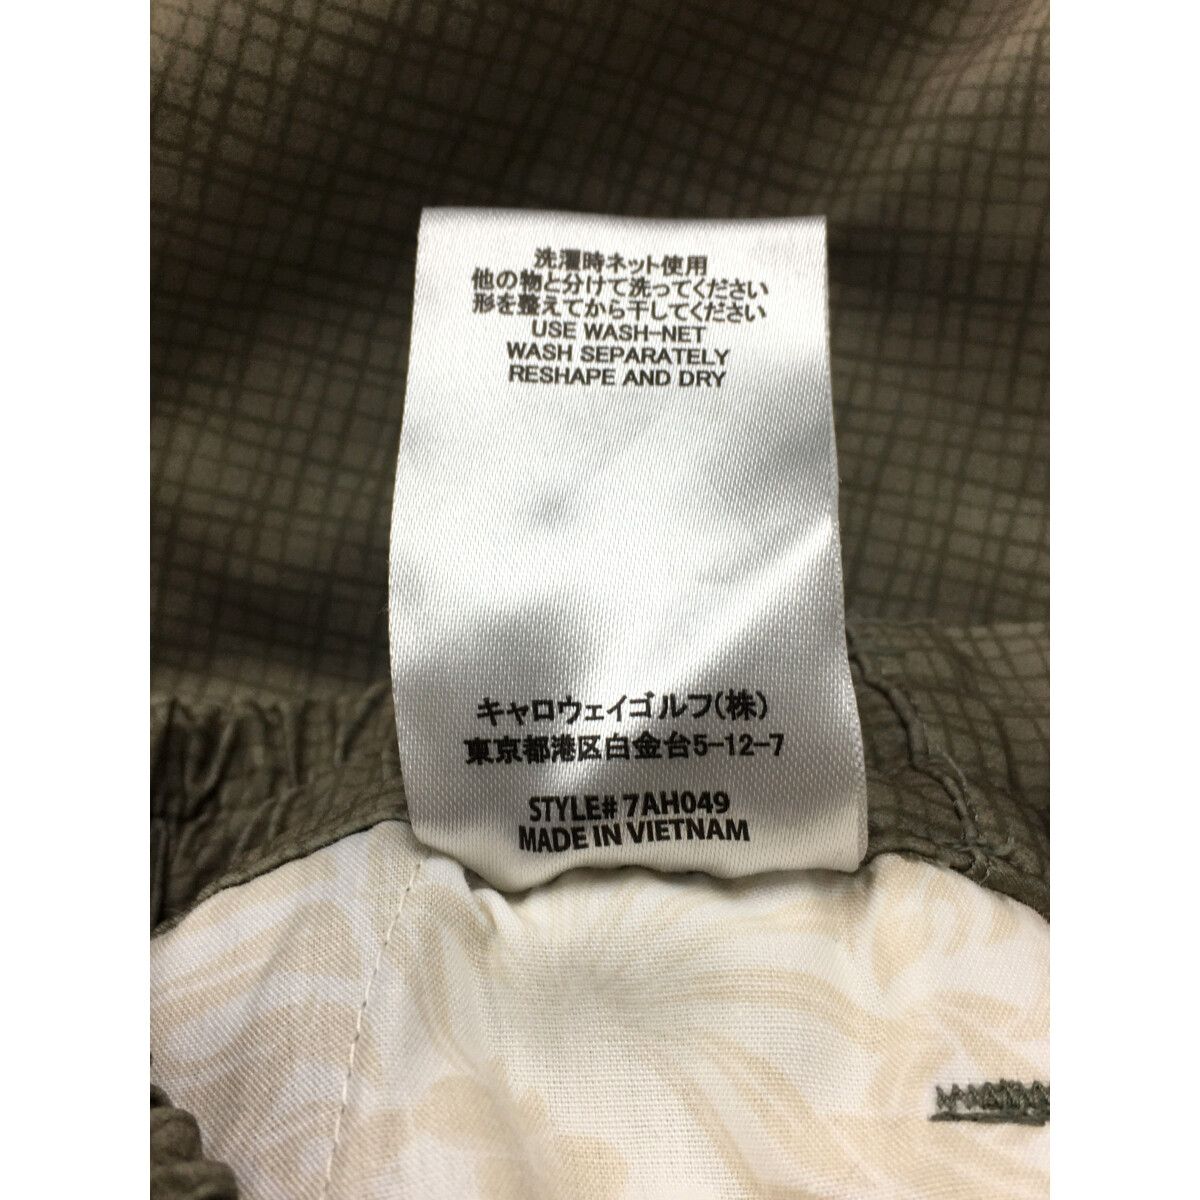 洗濯時ネット使用
他の物と分けて洗ってください
形を整えてから干してください
USE WASH-NET
WASH SEPARATELY
RESHAPE AND DRY
キャロウェイゴルフ(株)
東京都港区白金台5-12-7
STYLE# 7AH049
MADE IN VIETNAM